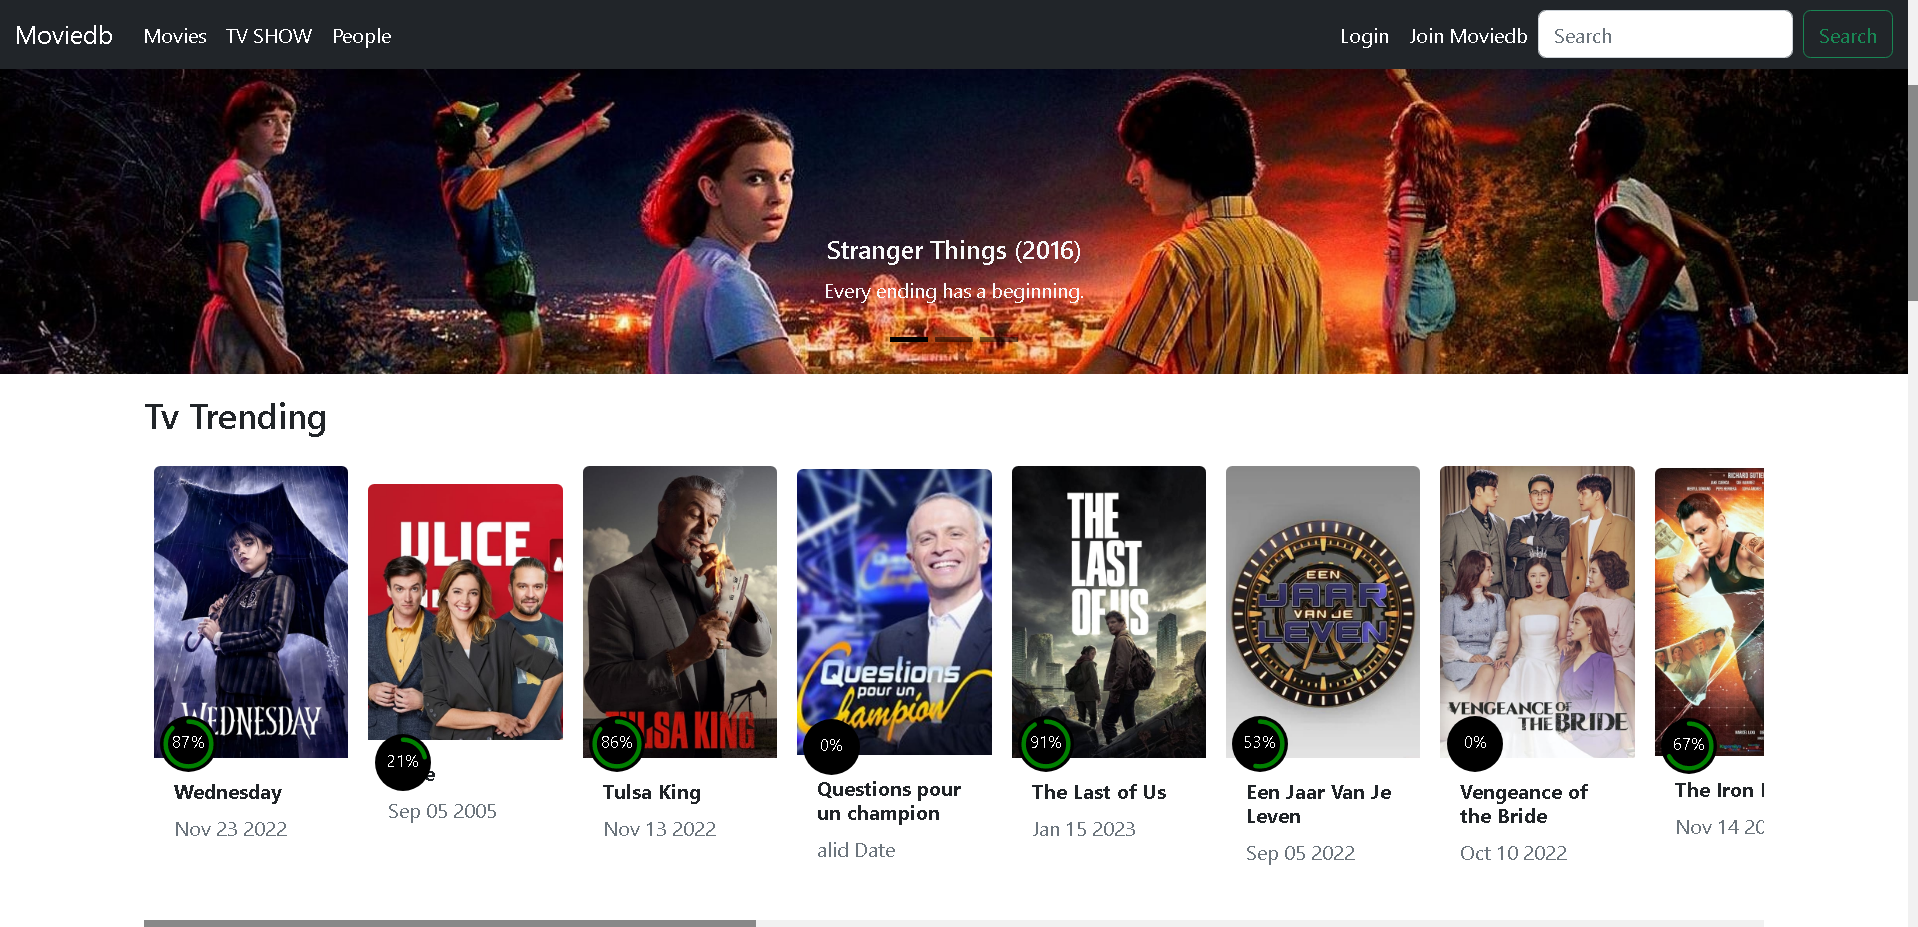 Moviedb Movies TV SHOW People Login Join Moviedb Search Search
Stranger Things (2016)
Every ending has a beginning.
Tv Trending
WEDNESDAY
87%
Wednesday
Nov 23 2022
ULICE
21%
e
Sep 05 2005
TULSA KING
86%
Tulsa King
Nov 13 2022
Questions
pour un
Champion
0%
Questions pour
un champion
alid Date
THE
LAST
OF US
91%
The Last of Us
Jan 15 2023
EEN
JAAR
VAN JE
LEVEN
53%
Een Jaar Van Je
Leven
Sep 05 2022
VENGEANCE OF
THE BRIDE
0%
Vengeance of
the Bride
Oct 10 2022
67%
The Iron
Nov 14 20